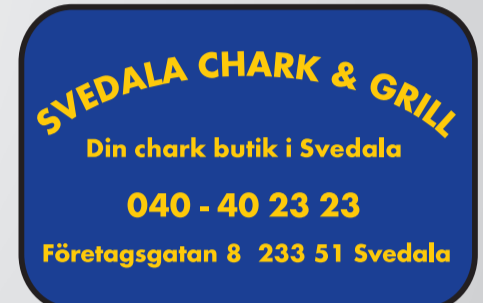 SVEDALA CHARK & GRILL
Din chark butik i Svedala
040 - 40 23 23
Företagsgatan 8 233 51 Svedala